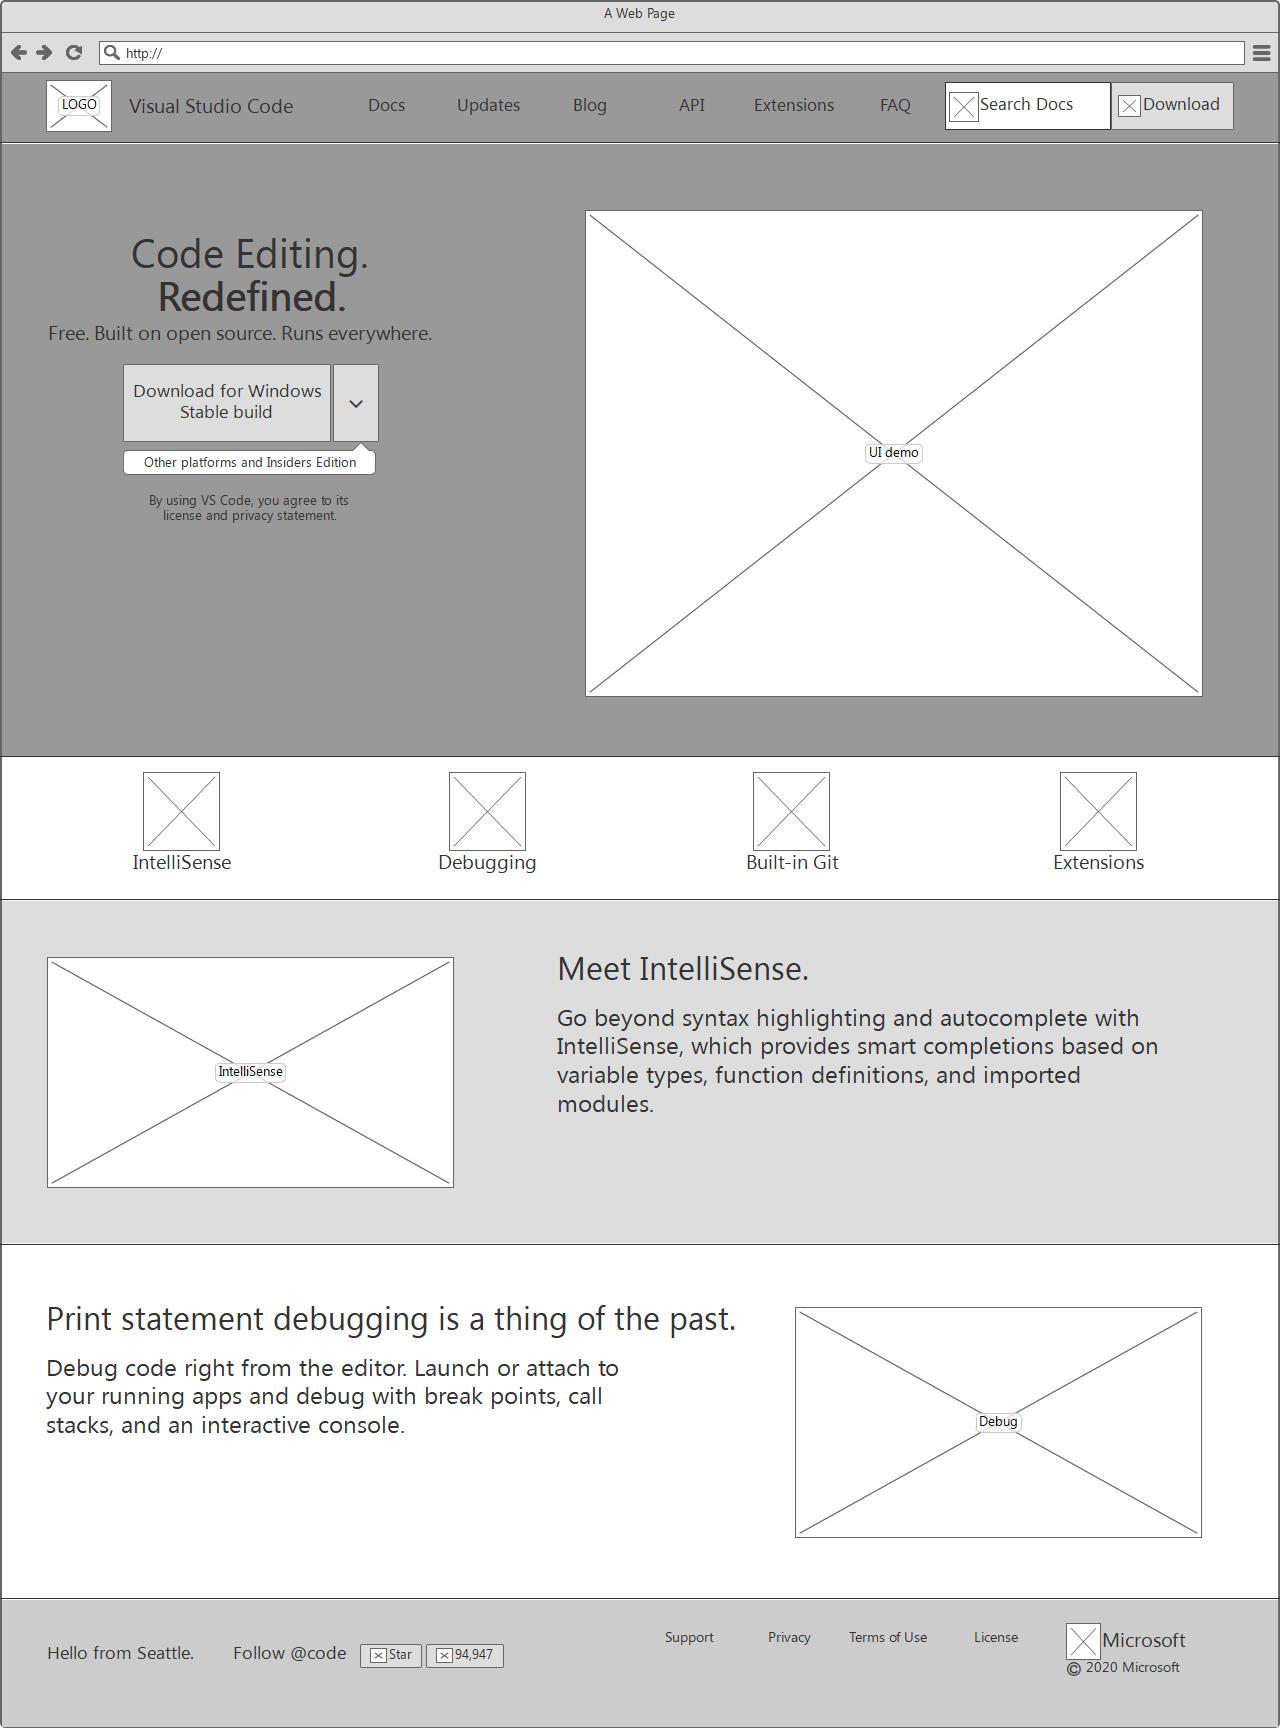 A Web Page
http://
LOGO
Visual Studio Code
Docs
Updates
Blog
API
Extensions
FAQ
Search Docs
Download
Code Editing.
Redefined.
Free. Built on open source. Runs everywhere.
Download for Windows
Stable build
Other platforms and Insiders Edition
By using VS Code, you agree to its
license and privacy statement.
UI demo
IntelliSense
Debugging
Built-in Git
Extensions
IntelliSense
Meet IntelliSense.
Go beyond syntax highlighting and autocomplete with
IntelliSense, which provides smart completions based on
variable types, function definitions, and imported
modules.
Print statement debugging is a thing of the past.
Debug code right from the editor. Launch or attach to
your running apps and debug with break points, call
stacks, and an interactive console.
Debug
Hello from Seattle.
Follow @code
Star
94,947
Support
Privacy
Terms of Use
License
Microsoft
© 2020 Microsoft